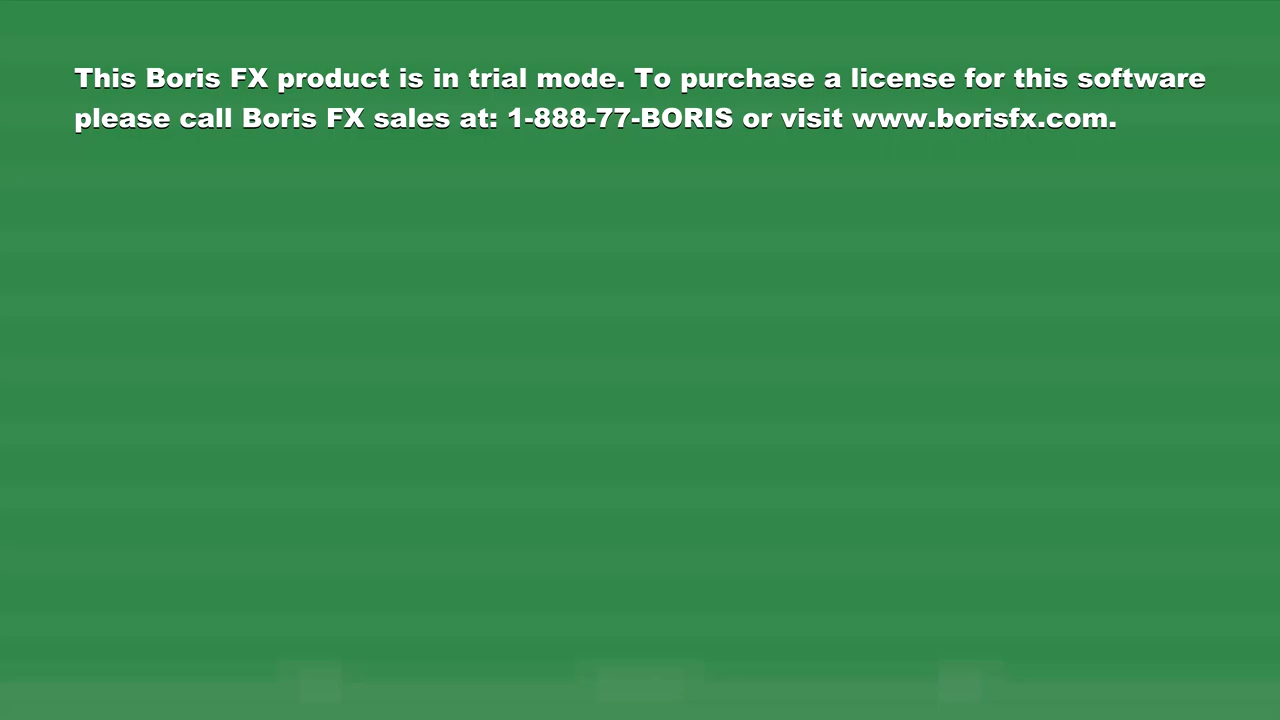 This Boris FX product is in trial mode. To purchase a license for this software
please call Boris FX sales at: 1-888-77-BORIS or visit www.borisfx.com.